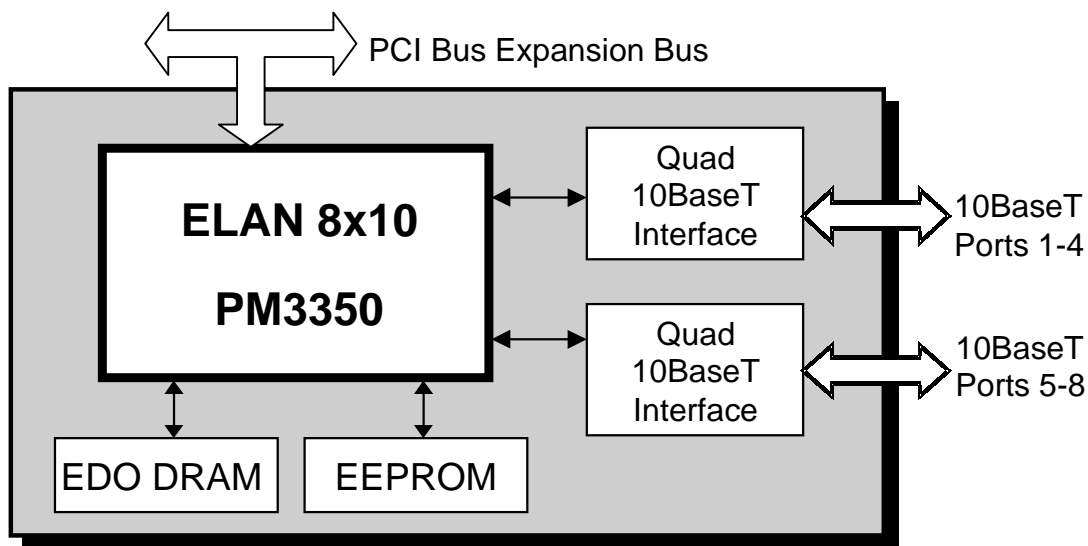 PCI Bus Expansion Bus
ELAN 8x10
PM3350
Quad
10BaseT
Interface
10BaseT
Ports 1-4
Quad
10BaseT
Interface
10BaseT
Ports 5-8
EDO DRAM
EEPROM